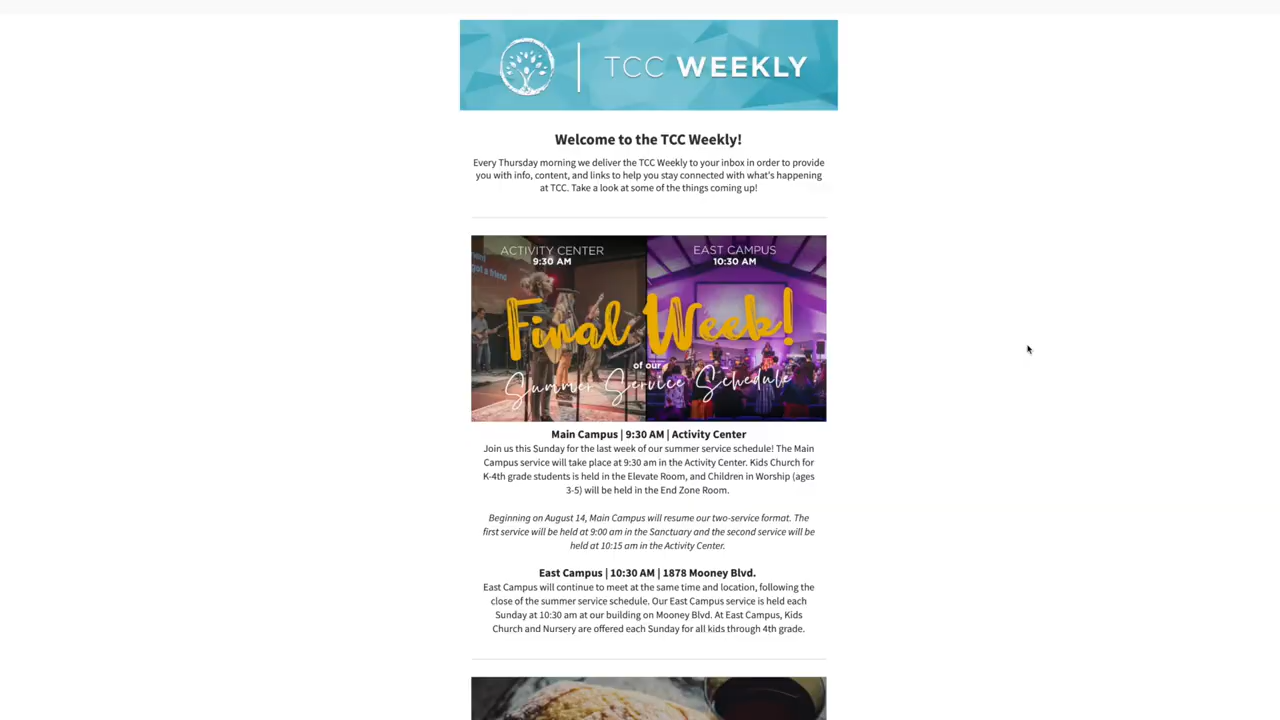 TCC WEEKLY
Welcome to the TCC Weekly!
Every Thursday morning we deliver the TCC Weekly to your inbox in order to provide
you with info, content, and links to help you stay connected with what's happening
at TCC. Take a look at some of the things coming up!
ACTIVITY CENTER
9:30 AM
EAST CAMPUS
10:30 AM
got a friend
Final Week!
of our
Summer Service Schedule
Main Campus | 9:30 AM | Activity Center
Join us this Sunday for the last week of our summer service schedule! The Main
Campus service will take place at 9:30 am in the Activity Center. Kids Church for
K-4th grade students is held in the Elevate Room, and Children in Worship (ages
3-5) will be held in the End Zone Room.
Beginning on August 14, Main Campus will resume our two-service format. The
first service will be held at 9:00 am in the Sanctuary and the second service will be
held at 10:15 am in the Activity Center.
East Campus | 10:30 AM | 1878 Mooney Blvd.
East Campus will continue to meet at the same time and location, following the
close of the summer service schedule. Our East Campus service is held each
Sunday at 10:30 am at our building on Mooney Blvd. At East Campus, Kids
Church and Nursery are offered each Sunday for all kids through 4th grade.